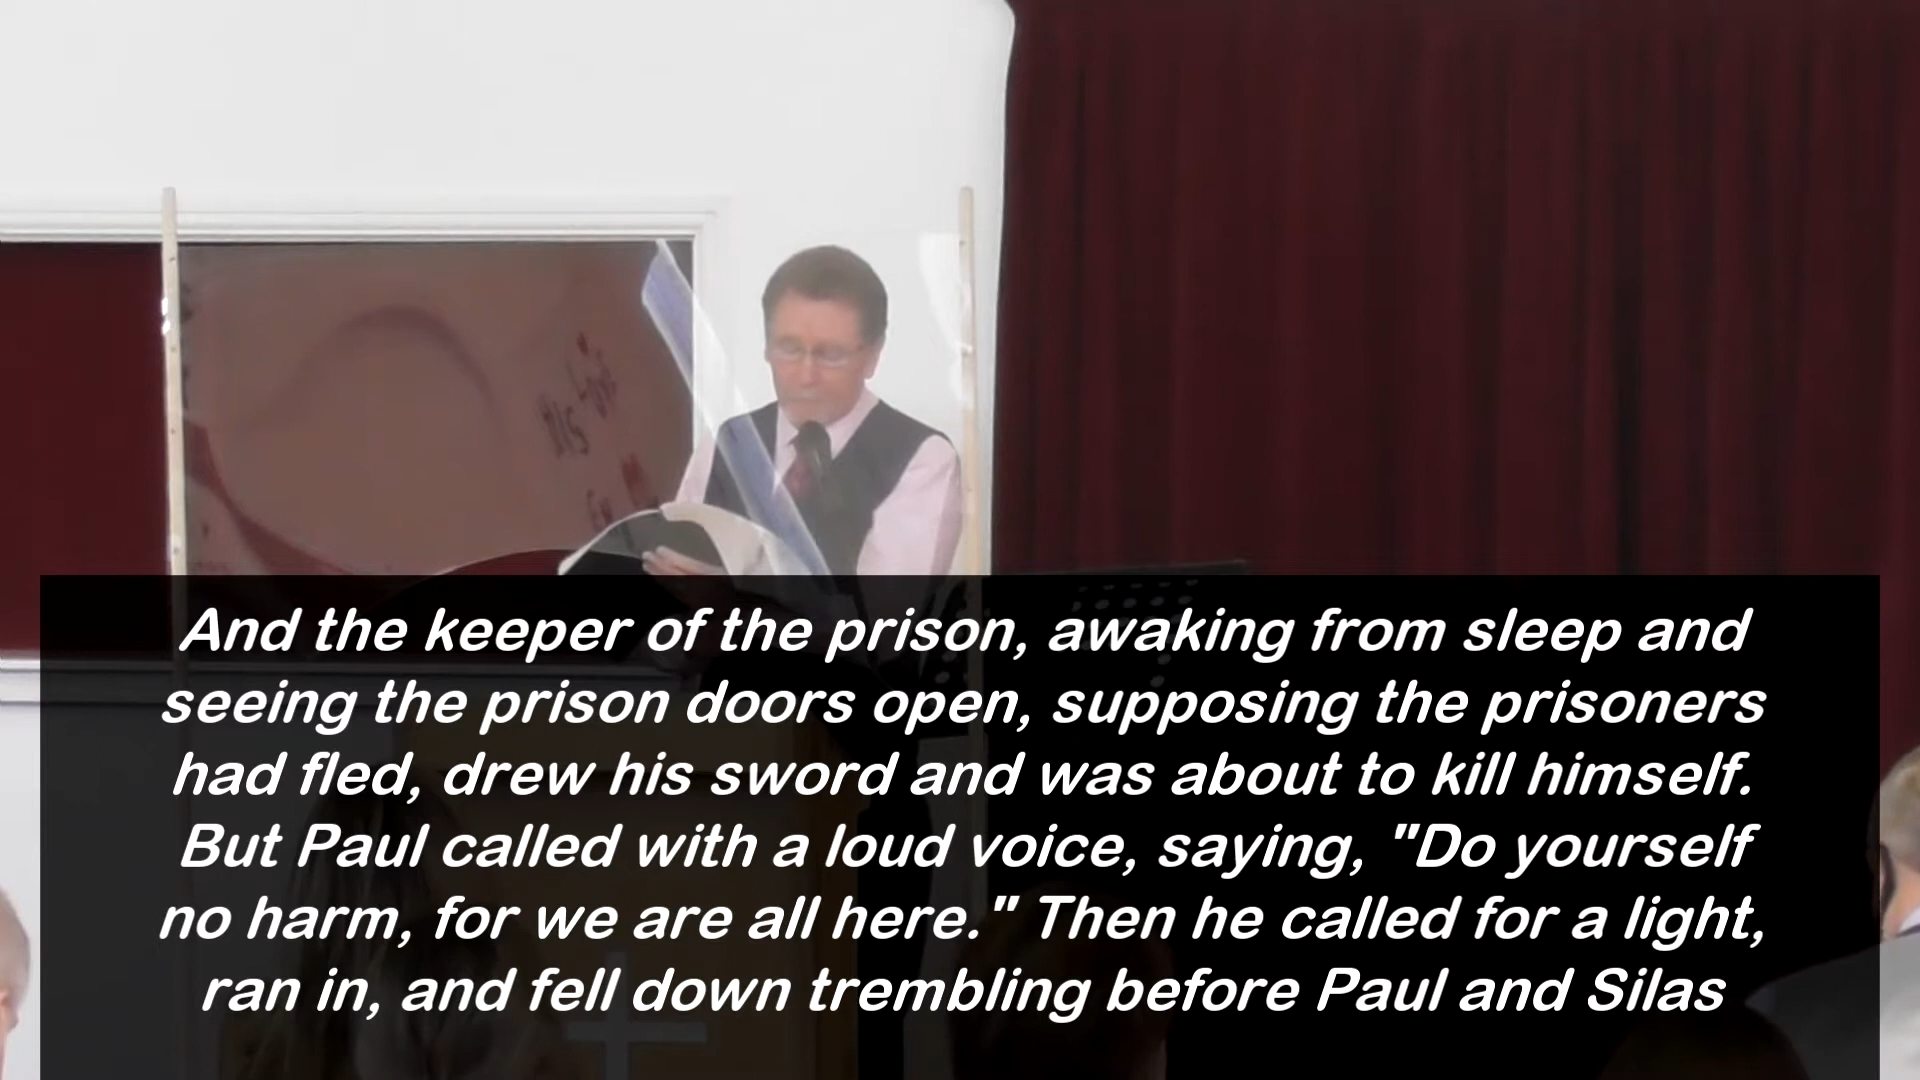 And the keeper of the prison, awaking from sleep and
seeing the prison doors open, supposing the prisoners
had fled, drew his sword and was about to kill himself.
But Paul called with a loud voice, saying, "Do yourself
no harm, for we are all here." Then he called for a light,
ran in, and fell down trembling before Paul and Silas